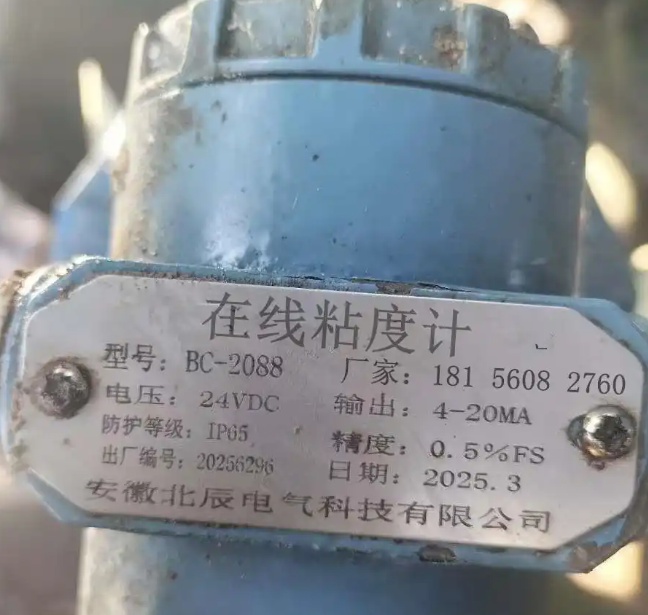 在线粘度计
型号: BC-2088 厂家: 181 5608 2760
电压: 24VDC 输出: 4-20MA
防护等级: IP65 精度: 0.5%FS
出厂编号: 20256296 日期: 2025.3
安徽北辰电气科技有限公司